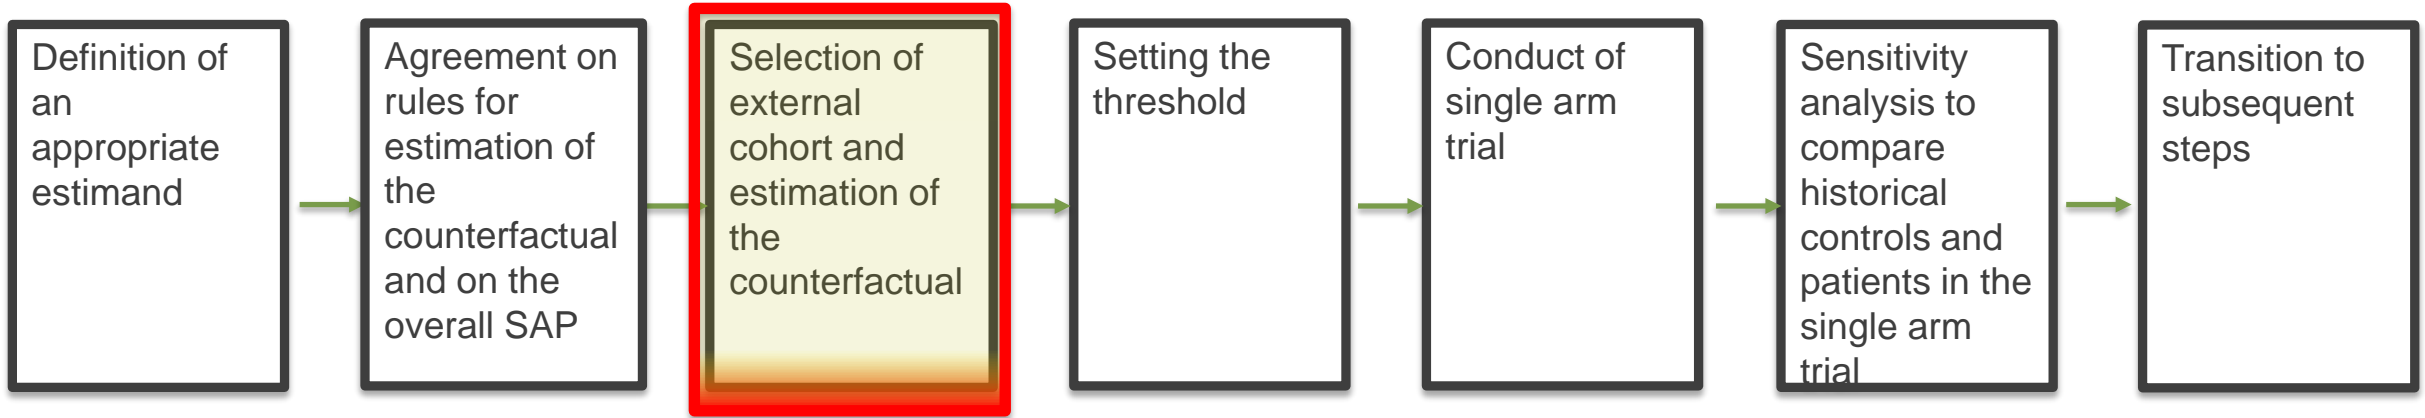 Definition of
an
appropriate
estimand
Agreement on
rules for
estimation of
the
counterfactual
and on the
overall SAP
Selection of
external
cohort and
estimation of
the
counterfactual
Setting the
threshold
Conduct of
single arm
trial
Sensitivity
analysis to
compare
historical
controls and
patients in the
single arm
trial
Transition to
subsequent
steps